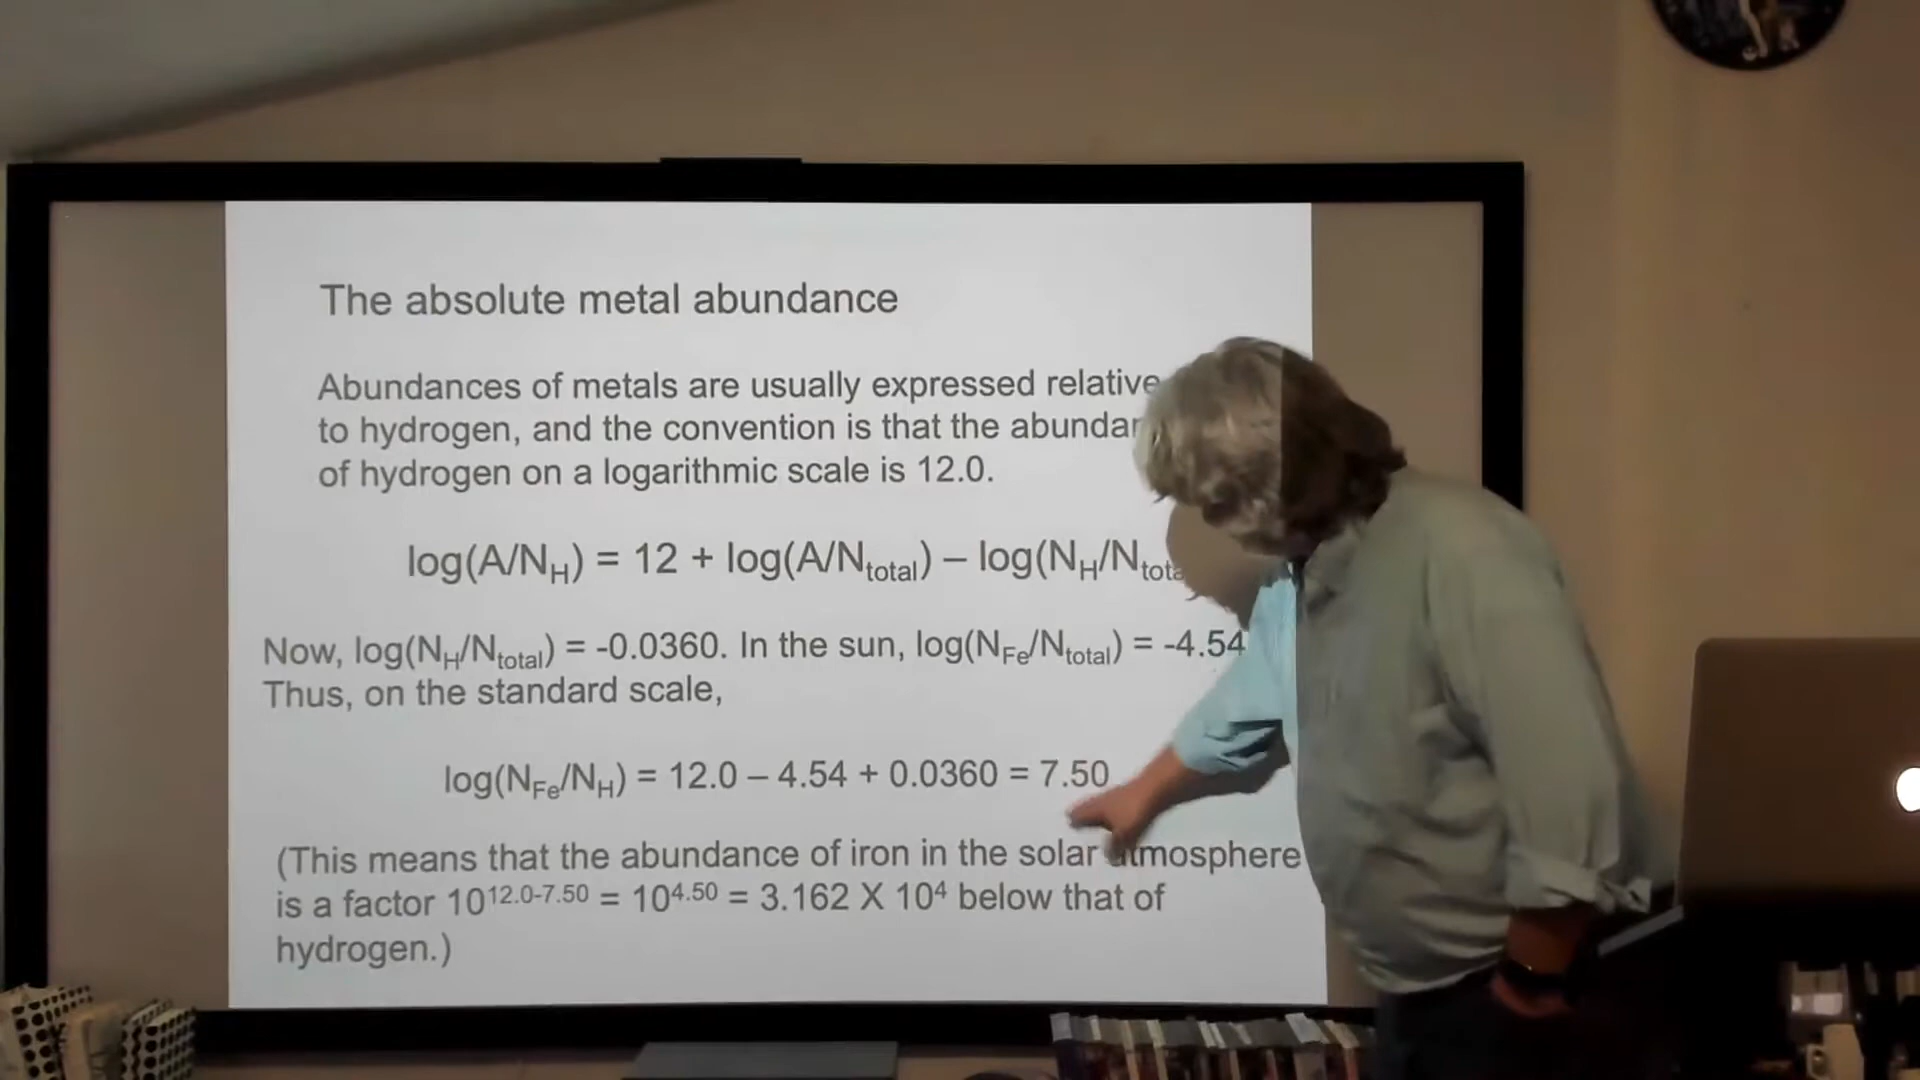 The absolute metal abundance
Abundances of metals are usually expressed relative
to hydrogen, and the convention is that the
of hydrogen on a logarithmic scale is 12.0.
log(A/N_H) = 12 + log(A/N_total) – log(N_H/N
Now, log(N_H/N_total) = -0.0360. In the sun, log(N_Fe/N_total) = -4.54
Thus, on the standard scale,
log(N_Fe/N_H) = 12.0 – 4.54 + 0.0360 = 7.50
(This means that the abundance of iron in the solar atmosphere
is a factor 10^12.0-7.50 = 10^4.50 = 3.162 X 10^4 below that of
hydrogen.)